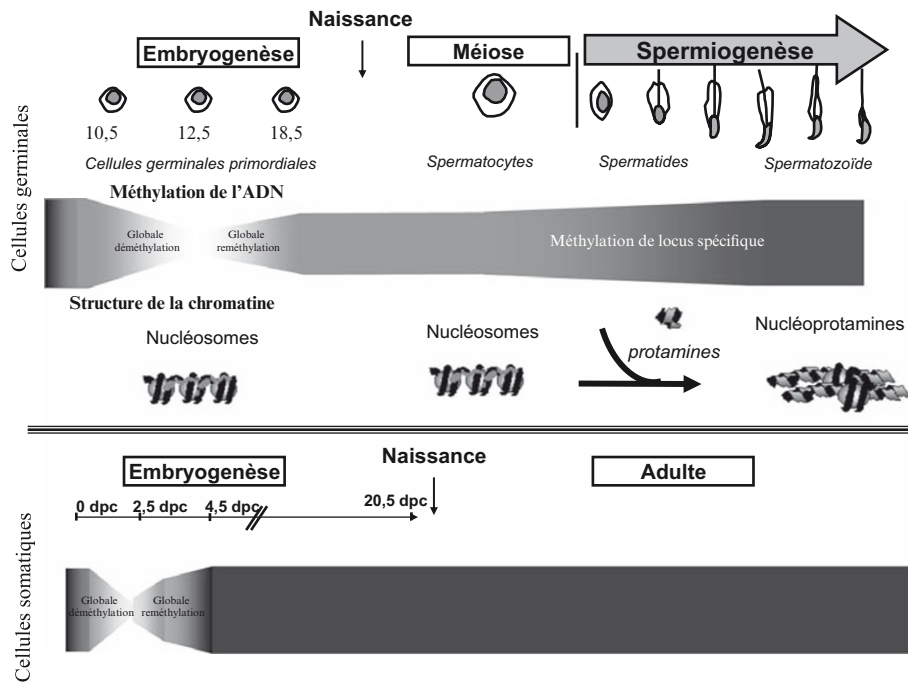 Naissance
Embryogenèse
Méiose
Spermiogenèse
10,5
12,5
18,5
Cellules germinales primordiales
Spermatocytes
Spermatides
Spermatozoïde
Cellules germinales
Méthylation de l'ADN
Globale
déméthylation
Globale
reméthylation
Méthylation de locus spécifique
Structure de la chromatine
Nucléosomes
Nucléosomes
protamines
Nucléoprotamines
Naissance
Embryogenèse
Adulte
0 dpc
2,5 dpc
4,5 dpc
20,5 dpc
Cellules somatiques
Globale
déméthylation
Globale
reméthylation